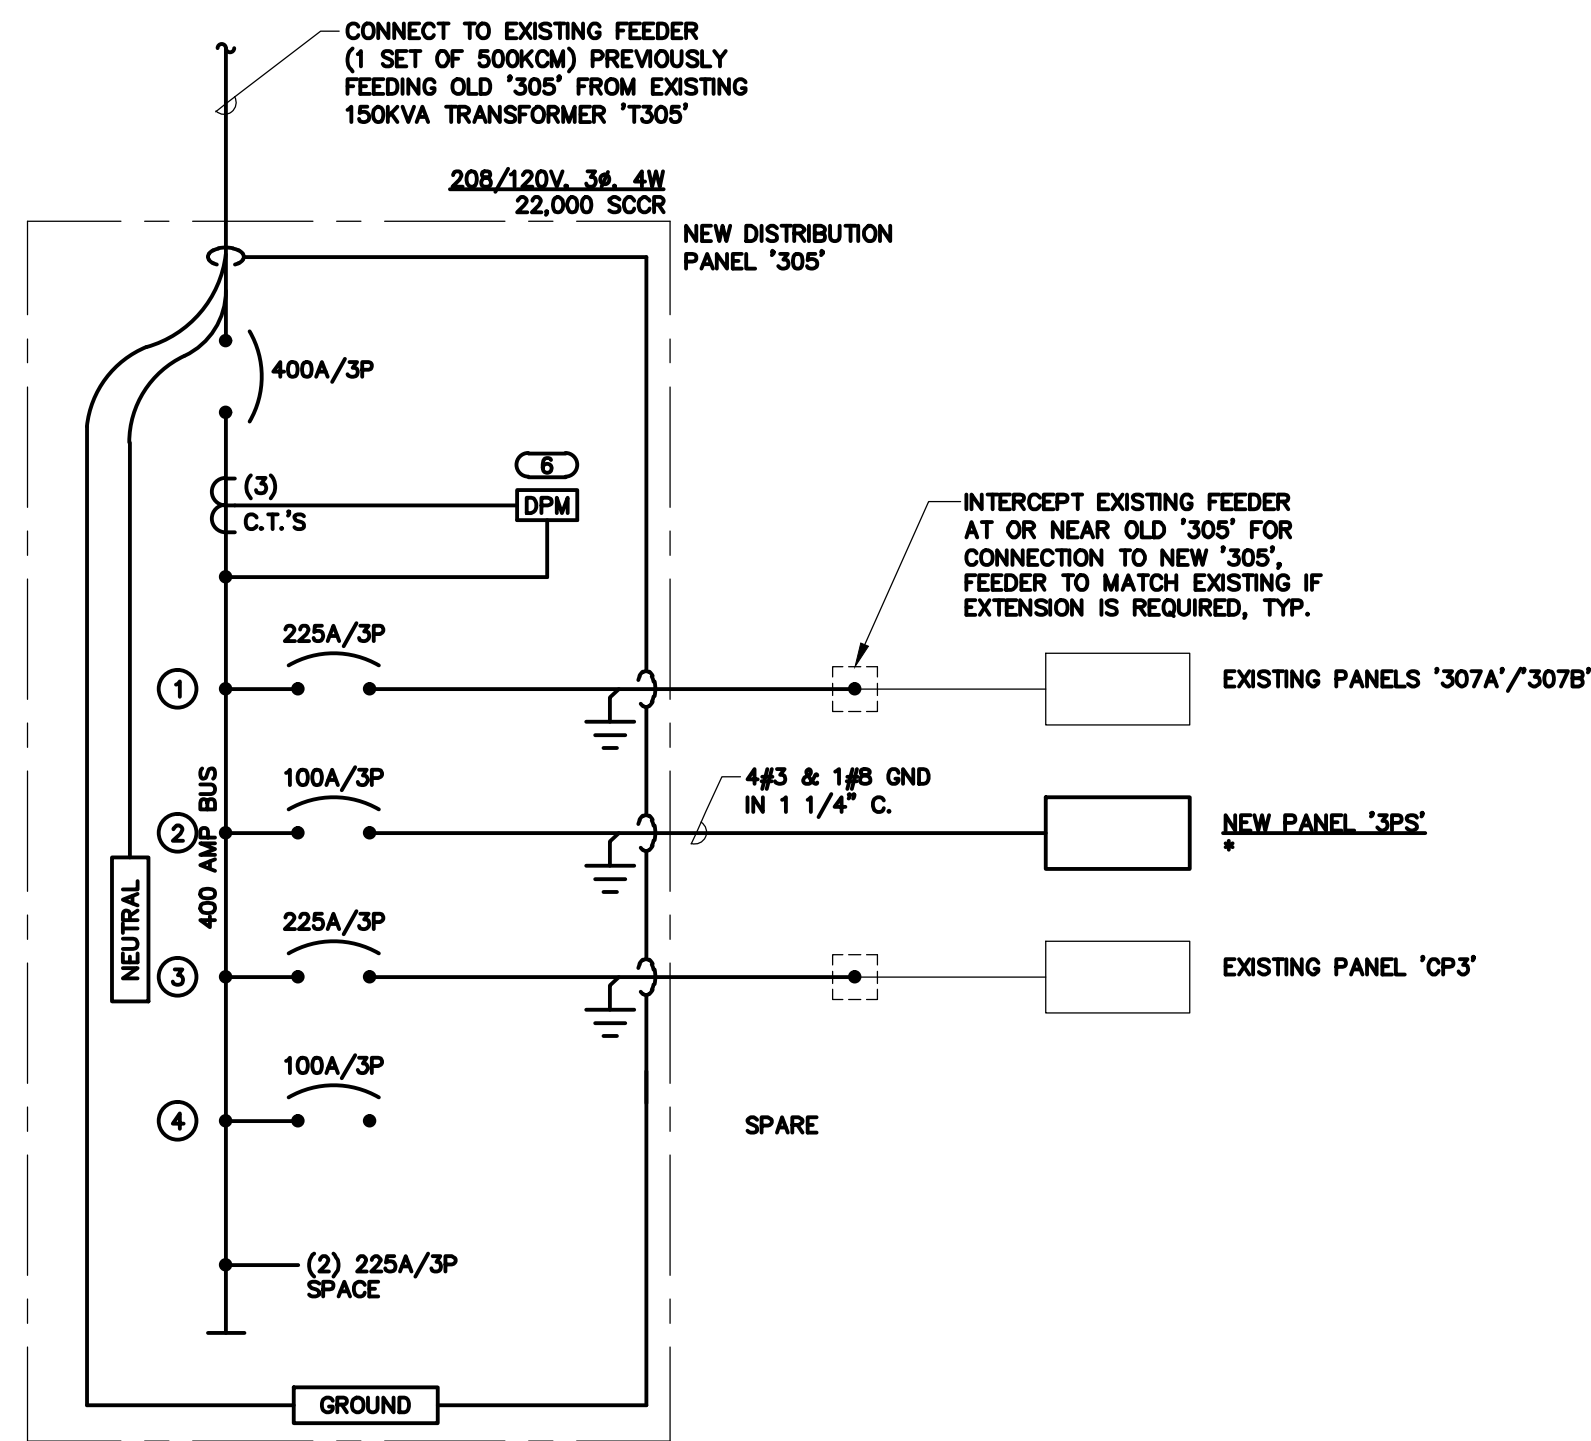 CONNECT TO EXISTING FEEDER
(1 SET OF 500KCM) PREVIOUSLY
FEEDING OLD '305' FROM EXISTING
150KVA TRANSFORMER 'T305'
208/120V. 3ø. 4W
22,000 SCCR
NEW DISTRIBUTION
PANEL '305'
400A/3P
(3)
C.T.'S
6
DPM
INTERCEPT EXISTING FEEDER
AT OR NEAR OLD '305' FOR
CONNECTION TO NEW '305',
FEEDER TO MATCH EXISTING IF
EXTENSION IS REQUIRED, TYP.
225A/3P
1
EXISTING PANELS '307A'/'307B'
400 AMP BUS
100A/3P
2
4#3 & 1#8 GND
IN 1 1/4" C.
NEW PANEL '3PS'
*
NEUTRAL
225A/3P
3
EXISTING PANEL 'CP3'
100A/3P
4
SPARE
(2) 225A/3P
SPACE
GROUND